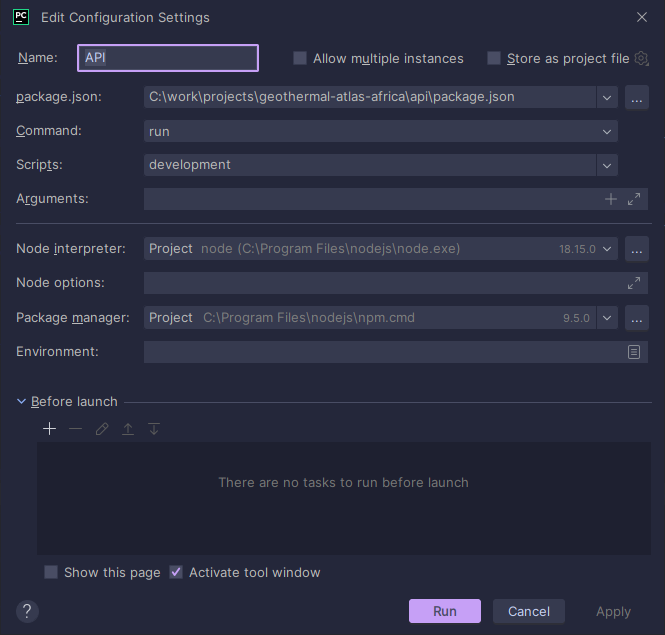 PC Edit Configuration Settings
Name: API Allow multiple instances Store as project file
package.json: C:\work\projects\geothermal-atlas-africa\api\package.json ...
Command: run
Scripts: development
Arguments:
Node interpreter: Project node (C:\Program Files\nodejs\node.exe) 18.15.0 ...
Node options:
Package manager: Project C:\Program Files\nodejs\npm.cmd 9.5.0 ...
Environment:
Before launch
There are no tasks to run before launch
Show this page Activate tool window
? Run Cancel Apply